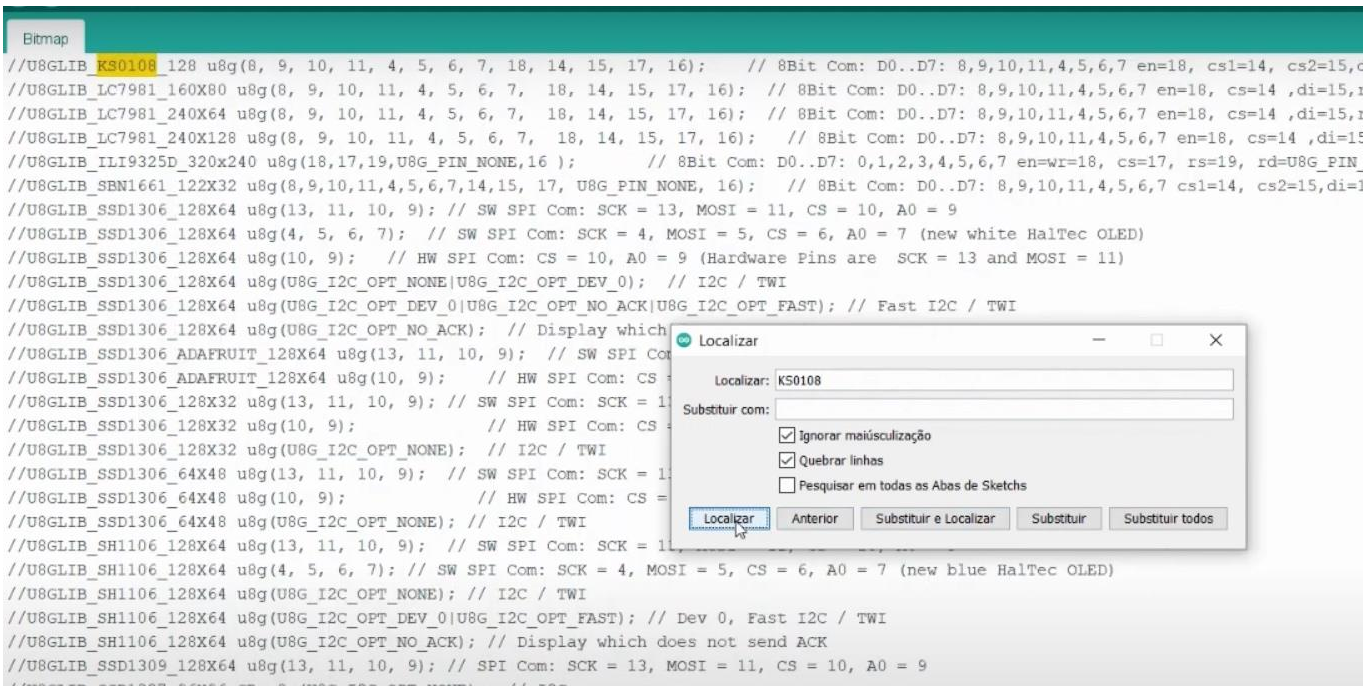 Bitmap
//U8GLIB_KS0108_128 u8g(8, 9, 10, 11, 4, 5, 6, 7, 18, 14, 15, 17, 16); // 8Bit Com: D0..D7: 8,9,10,11,4,5,6,7 en=18, cs1=14, cs2=15,
//U8GLIB_LC7981_160X80 u8g(8, 9, 10, 11, 4, 5, 6, 7, 18, 14, 15, 17, 16); // 8Bit Com: D0..D7: 8,9,10,11,4,5,6,7 en=18, cs=14 ,di=15,
//U8GLIB_LC7981_240X64 u8g(8, 9, 10, 11, 4, 5, 6, 7, 18, 14, 15, 17, 16); // 8Bit Com: D0..D7: 8,9,10,11,4,5,6,7 en=18, cs=14 ,di=15,
//U8GLIB_LC7981_240X128 u8g(8, 9, 10, 11, 4, 5, 6, 7, 18, 14, 15, 17, 16); // 8Bit Com: D0..D7: 8,9,10,11,4,5,6,7 en=18, cs=14 ,di=15
//U8GLIB_ILI9325D_320x240 u8g(18,17,19,U8G_PIN_NONE,16 ); // 8Bit Com: D0..D7: 0,1,2,3,4,5,6,7 en=wr=18, cs=17, rs=19, rd=U8G_PIN
//U8GLIB_SBN1661_122X32 u8g(8,9,10,11,4,5,6,7,14,15, 17, U8G_PIN_NONE, 16); // 8Bit Com: D0..D7: 8,9,10,11,4,5,6,7 cs1=14, cs2=15,di=1
//U8GLIB_SSD1306_128X64 u8g(13, 11, 10, 9); // SW SPI Com: SCK = 13, MOSI = 11, CS = 10, A0 = 9
//U8GLIB_SSD1306_128X64 u8g(4, 5, 6, 7); // SW SPI Com: SCK = 4, MOSI = 5, CS = 6, A0 = 7 (new white HalTec OLED)
//U8GLIB_SSD1306_128X64 u8g(10, 9); // HW SPI Com: CS = 10, A0 = 9 (Hardware Pins are SCK = 13 and MOSI = 11)
//U8GLIB_SSD1306_128X64 u8g(U8G_I2C_OPT_NONE|U8G_I2C_OPT_DEV_0); // I2C / TWI
//U8GLIB_SSD1306_128X64 u8g(U8G_I2C_OPT_DEV_0|U8G_I2C_OPT_NO_ACK|U8G_I2C_OPT_FAST); // Fast I2C / TWI
//U8GLIB_SSD1306_128X64 u8g(U8G_I2C_OPT_NO_ACK); // Display which
//U8GLIB_SSD1306_ADAFRUIT_128X64 u8g(13, 11, 10, 9); // SW SPI Com
//U8GLIB_SSD1306_ADAFRUIT_128X64 u8g(10, 9); // HW SPI Com: CS =
//U8GLIB_SSD1306_128X32 u8g(13, 11, 10, 9); // SW SPI Com: SCK = 1
//U8GLIB_SSD1306_128X32 u8g(10, 9); // HW SPI Com: CS =
//U8GLIB_SSD1306_128X32 u8g(U8G_I2C_OPT_NONE); // I2C / TWI
//U8GLIB_SSD1306_64X48 u8g(13, 11, 10, 9); // SW SPI Com: SCK = 1
//U8GLIB_SSD1306_64X48 u8g(10, 9); // HW SPI Com: CS =
//U8GLIB_SSD1306_64X48 u8g(U8G_I2C_OPT_NONE); // I2C / TWI
//U8GLIB_SH1106_128X64 u8g(13, 11, 10, 9); // SW SPI Com: SCK = 1
//U8GLIB_SH1106_128X64 u8g(4, 5, 6, 7); // SW SPI Com: SCK = 4, MOSI = 5, CS = 6, A0 = 7 (new blue HalTec OLED)
//U8GLIB_SH1106_128X64 u8g(U8G_I2C_OPT_NONE); // I2C / TWI
//U8GLIB_SH1106_128X64 u8g(U8G_I2C_OPT_DEV_0|U8G_I2C_OPT_FAST); // Dev 0, Fast I2C / TWI
//U8GLIB_SH1106_128X64 u8g(U8G_I2C_OPT_NO_ACK); // Display which does not send ACK
//U8GLIB_SSD1309_128X64 u8g(13, 11, 10, 9); // SPI Com: SCK = 13, MOSI = 11, CS = 10, A0 = 9
Localizar
Localizar: KS0108
Substituir com:
Ignorar maiúsculização
Quebrar linhas
Pesquisar em todas as Abas de Sketchs
Localizar Anterior Substituir e Localizar Substituir Substituir todos